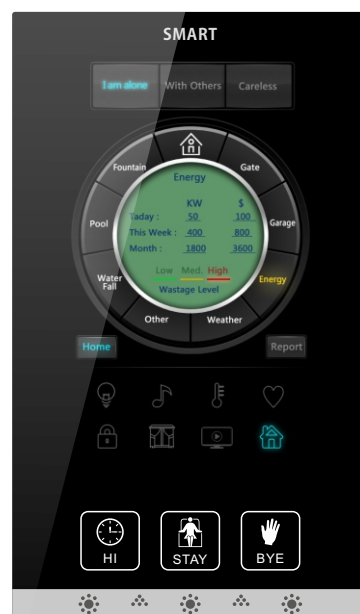 SMART
I am alone With Others Careless
Fountain Gate
Energy
KW $
Pool Taday : 50 100 Garage
This Week : 400 800
Month : 1800 3600
Low Med. High
Water
Fall
Energy
Wastage Level
Other Weather
Home Report
HI STAY BYE